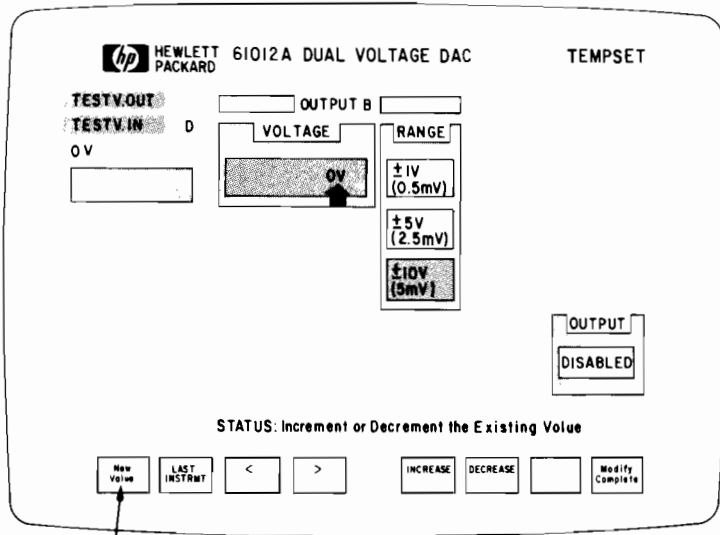 hp HEWLETT PACKARD 61012A DUAL VOLTAGE DAC TEMPSET
TESTV.OUT
TESTV.IN D
0V
OUTPUT B
VOLTAGE
0V
RANGE
±1V
(0.5mV)
±5V
(2.5mV)
±10V
(5mV)
OUTPUT
DISABLED
STATUS: Increment or Decrement the Existing Value
New Value
LAST INSTRMT
<
>
INCREASE
DECREASE
Modify Complete